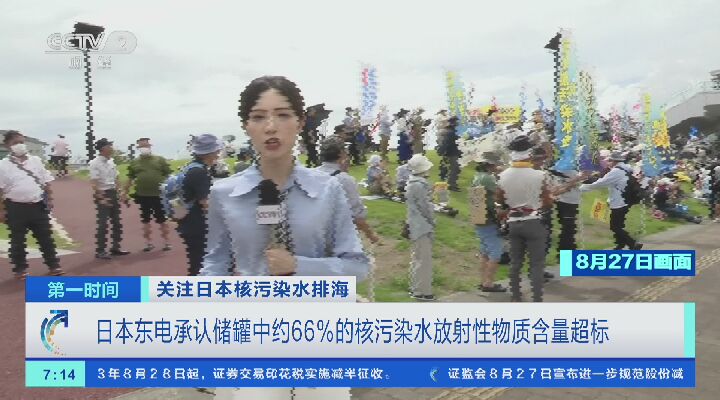 CCTV 2
财经
CCTV
8月27日画面
第一时间
关注日本核污染水排海
日本东电承认储罐中约66%的核污染水放射性物质含量超标
7:14
3年8月28日起，证券交易印花税实施减半征收。
证监会8月27日宣布进一步规范股份减